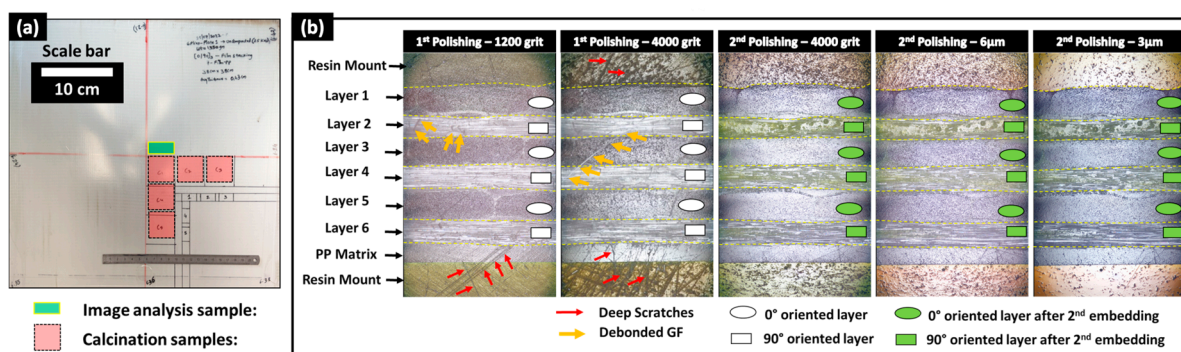 (a)
Scale bar
10 cm
C1
C2
C3
Image analysis sample:
Calcination samples:
(b)
1st Polishing – 1200 grit
1st Polishing – 4000 grit
2nd Polishing – 4000 grit
2nd Polishing – 6µm
2nd Polishing – 3µm
Resin Mount
Layer 1
Layer 2
Layer 3
Layer 4
Layer 5
Layer 6
PP Matrix
Resin Mount
Deep Scratches
Debonded GF
0° oriented layer
90° oriented layer
0° oriented layer after 2nd embedding
90° oriented layer after 2nd embedding